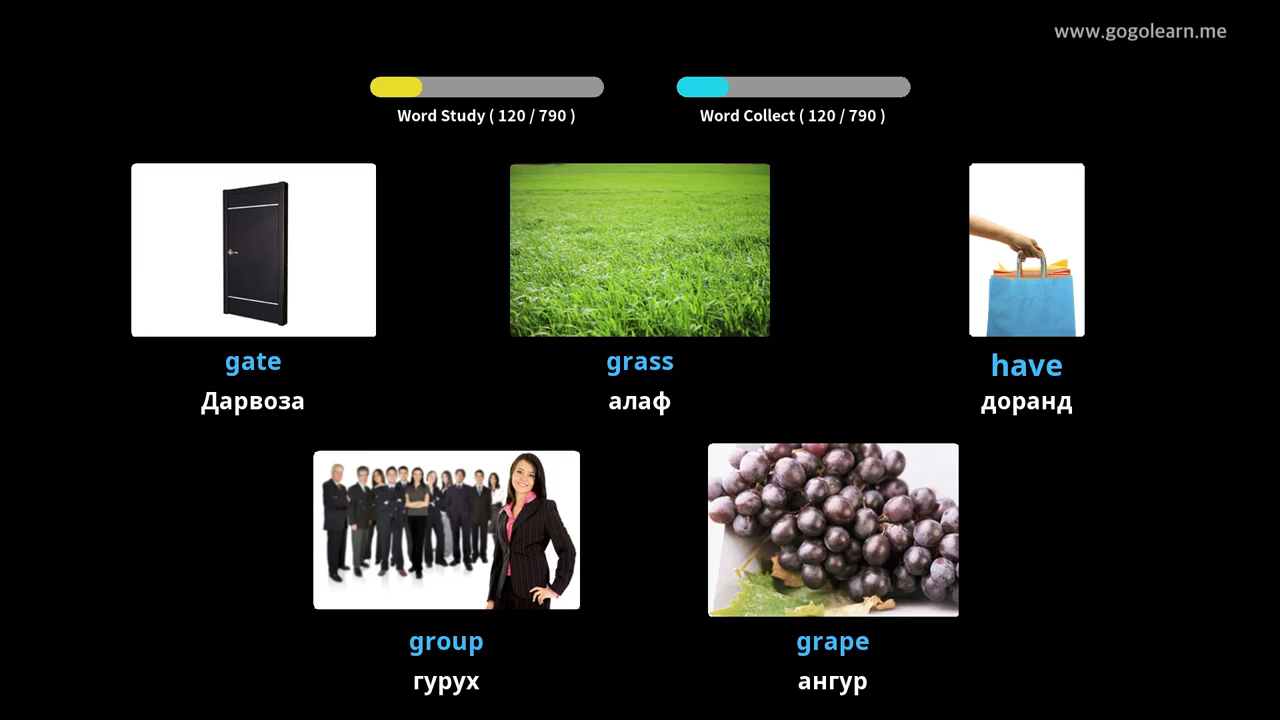 www.gogolearn.me
Word Study ( 120 / 790 )
Word Collect ( 120 / 790 )
gate
Дарвоза
grass
алаф
have
доранд
group
гурух
grape
ангур